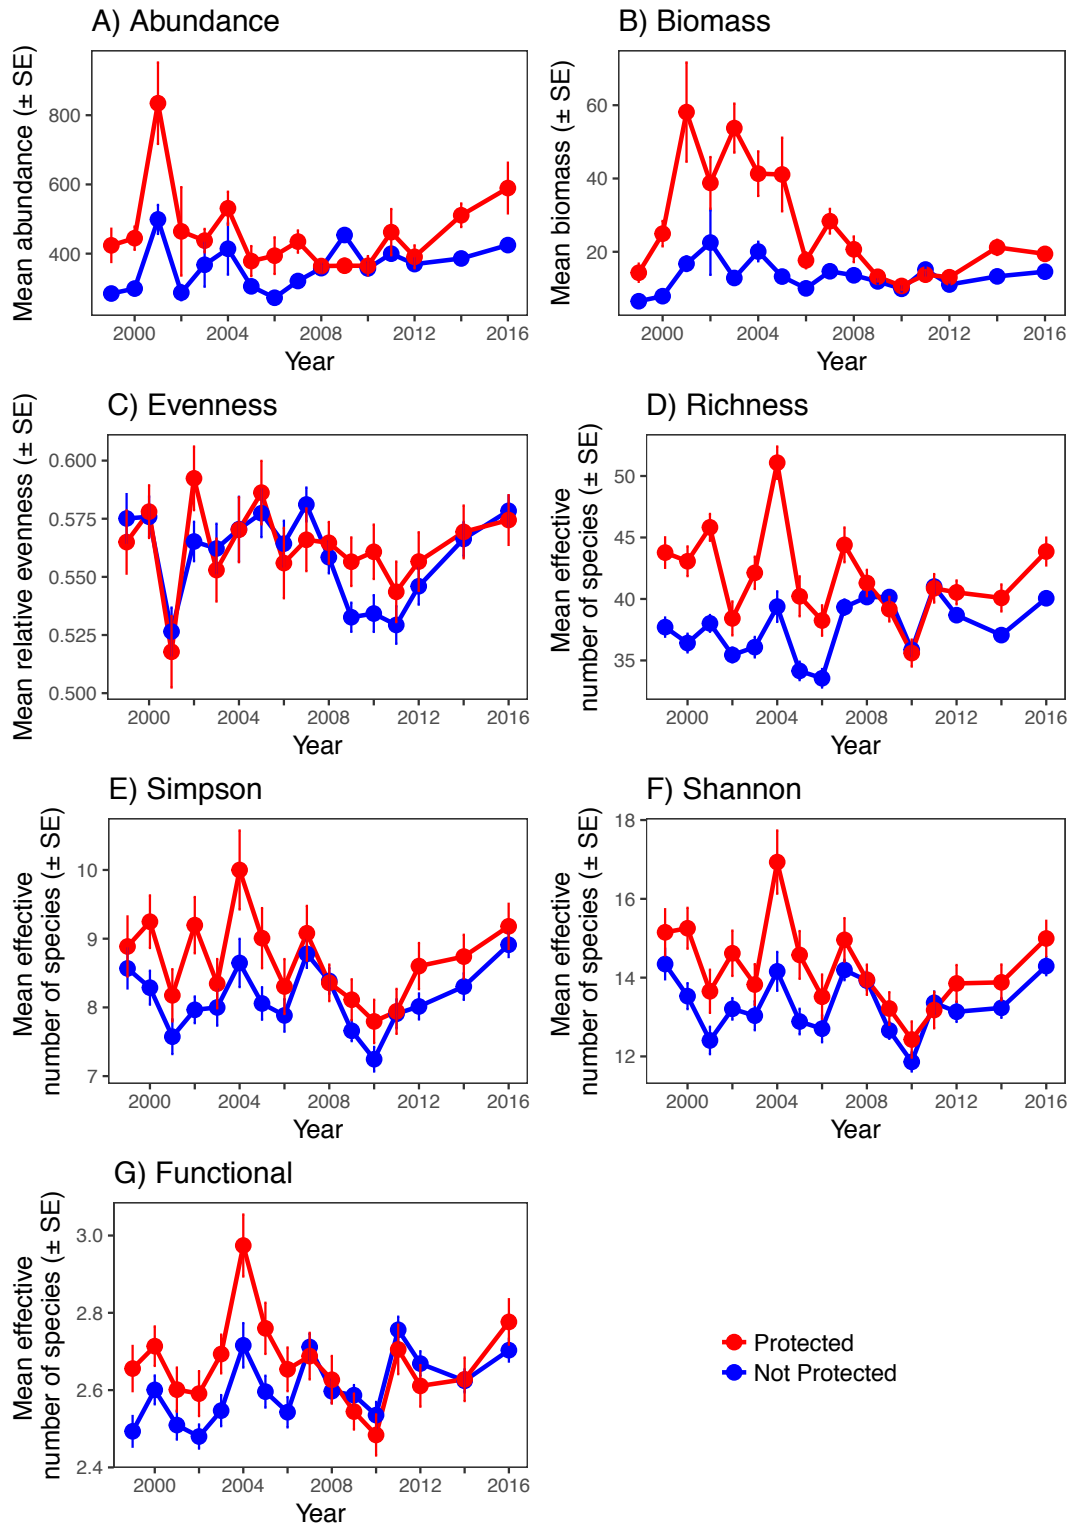 A) Abundance
Mean abundance (± SE)
800
600
400
2000
2004
2008
2012
2016
Year
B) Biomass
Mean biomass (± SE)
60
40
20
2000
2004
2008
2012
2016
Year
C) Evenness
Mean relative evenness (± SE)
0.600
0.575
0.550
0.525
0.500
2000
2004
2008
2012
2016
Year
D) Richness
Mean effective
number of species (± SE)
50
45
40
35
2000
2004
2008
2012
2016
Year
E) Simpson
Mean effective
number of species (± SE)
10
9
8
7
2000
2004
2008
2012
2016
Year
F) Shannon
Mean effective
number of species (± SE)
18
16
14
12
2000
2004
2008
2012
2016
Year
G) Functional
Mean effective
number of species (± SE)
3.0
2.8
2.6
2.4
2000
2004
2008
2012
2016
Year
Protected
Not Protected